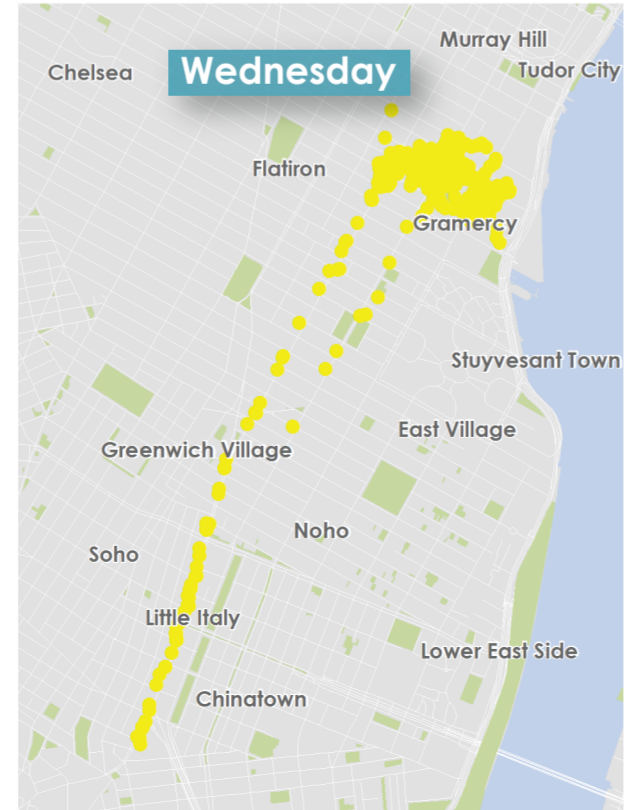 Murray Hill
Wednesday
Chelsea
Tudor City
Flatiron
Gramercy
Stuyvesant Town
East Village
Greenwich Village
Noho
Soho
Little Italy
Lower East Side
Chinatown